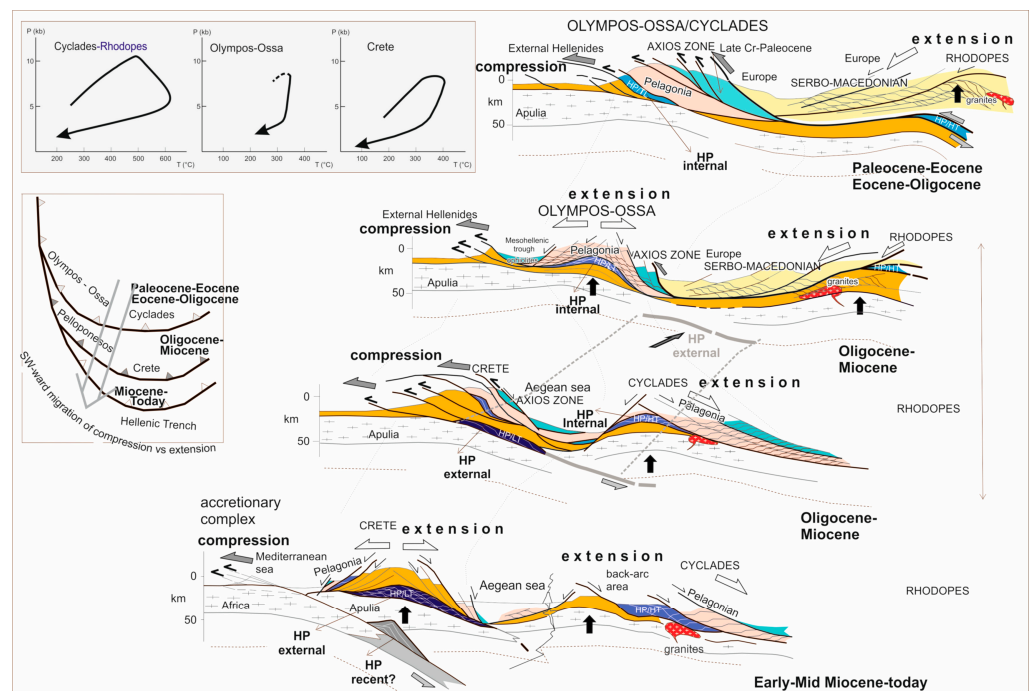 P (kb)
Cyclades-Rhodopes
10
5
200 300 400 500 600
T (°C)
P (kb)
Olympos-Ossa
10
5
200 300 400
T (°C)
P (kb)
Crete
10
5
100 200 300 400
T (°C)
OLYMPOS-OSSA/CYCLADES
External Hellenides
AXIOS ZONE
Late Cr-Paleocene
extension
compression
Europe
RHODOPES
0
km
50
Pelagonia
Europe
SERBO-MACEDONIAN
HP/LT
Apulia
granites
HP/HT
HP
internal
Paleocene-Eocene
Eocene-Oligocene
extension
OLYMPOS-OSSA
External Hellenides
compression
extension
RHODOPES
0
km
50
Mesohellenic
trough
Pelagonia
HP/LT
AXIOS ZONE
Europe
SERBO-MACEDONIAN
HP/HT
Apulia
granites
HP
internal
HP
external
Oligocene-
Miocene
Olympos - Ossa
Paleocene-Eocene
Eocene-Oligocene
Cyclades
Pelloponesos
Oligocene-
Miocene
Crete
Miocene-
Today
Hellenic Trench
SW-ward migration of compression vs extension
compression
CRETE
Aegean sea
AXIOS ZONE
CYCLADES
extension
Pelagonia
RHODOPES
0
km
50
Apulia
HP/LT
HP
Internal
HP/HT
HP
external
Oligocene-
Miocene
accretionary
complex
compression
CRETE
extension
extension
Mediterranean
sea
Pelagonia
Aegean sea
back-arc
area
CYCLADES
RHODOPES
0
km
50
Africa
Apulia
HP/LT
HP/HT
Pelagonian
granites
HP
external
HP
recent?
Early-Mid Miocene-today